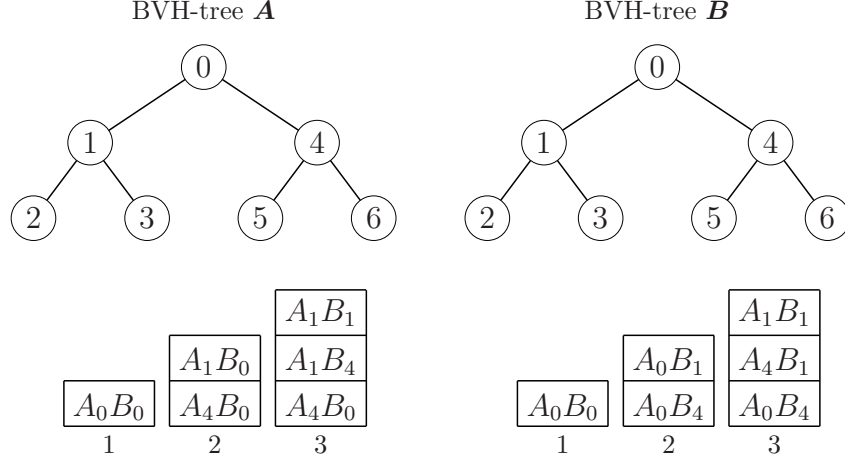 BVH-tree A BVH-tree B
0 0
1 4 1 4
2 3 5 6 2 3 5 6
A₁B₁ A₁B₁
A₁B₀ A₁B₄ A₀B₁ A₄B₁
A₀B₀ A₄B₀ A₄B₀ A₀B₀ A₀B₄ A₀B₄
1 2 3 1 2 3